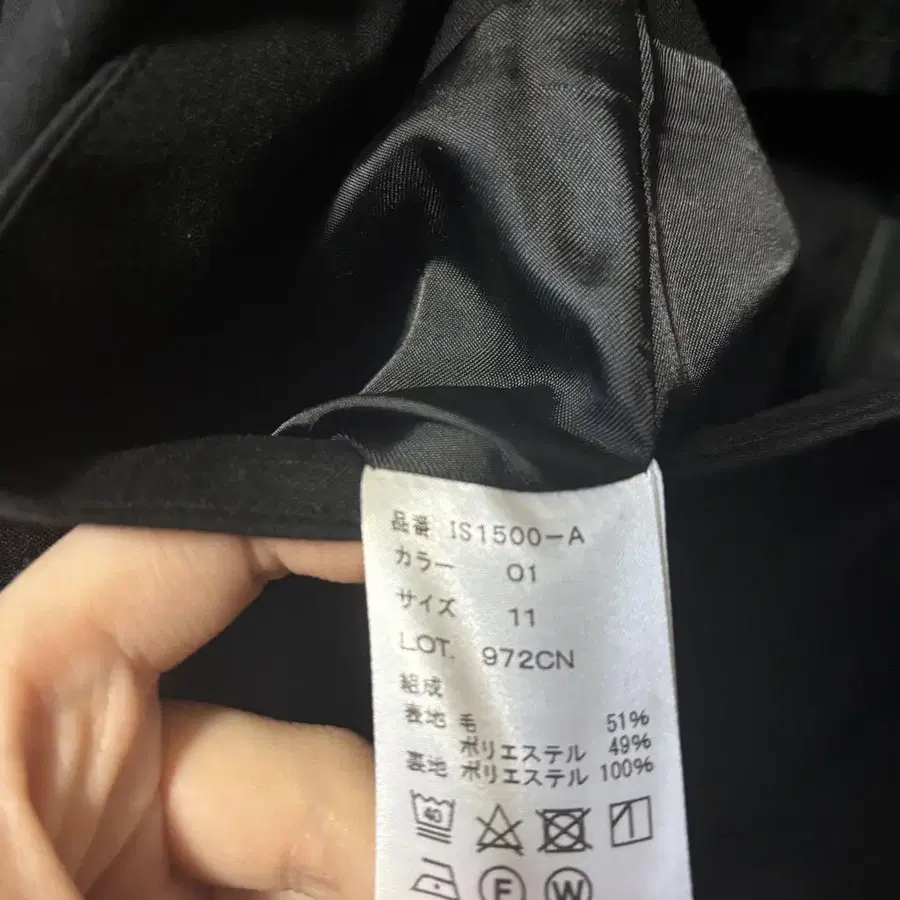 品番 IS1500-A
カラー 01
サイズ 11
LOT. 972CN
組成
表地 毛 51%
ポリエステル 49%
裏地 ポリエステル 100%
40
F W